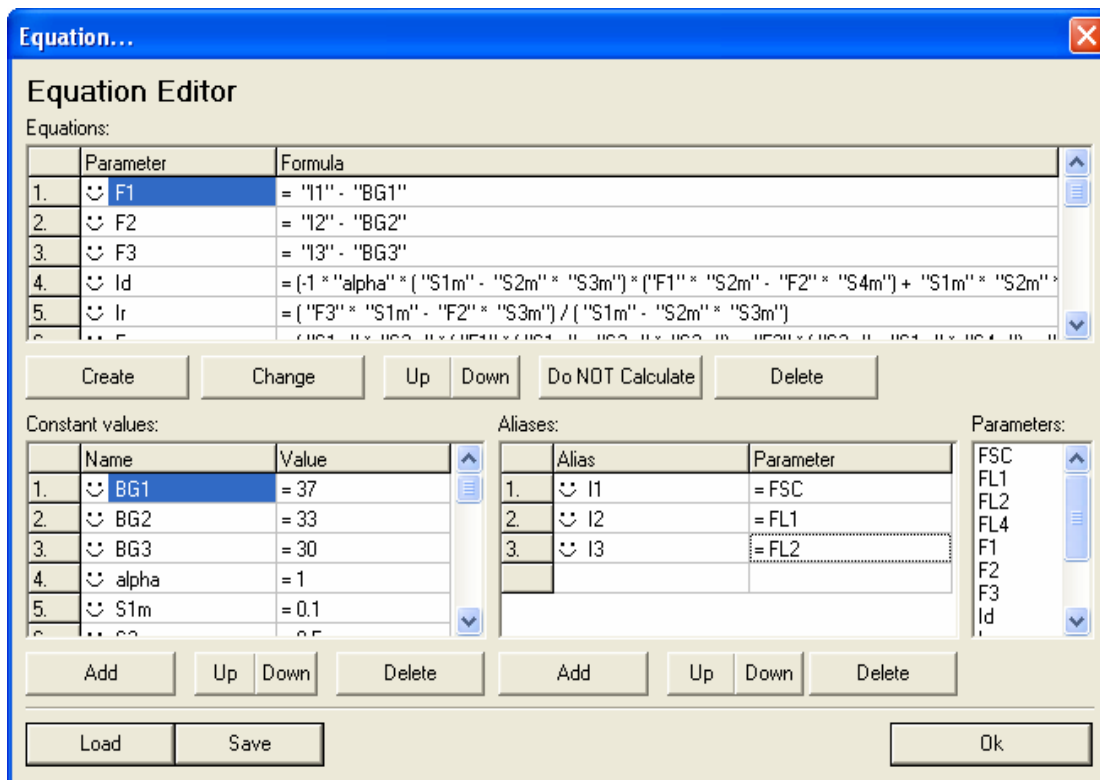 Equation...
Equation Editor
Equations:
Parameter Formula
1. F1 = "I1" - "BG1"
2. F2 = "I2" - "BG2"
3. F3 = "I3" - "BG3"
4. Id = (-1 * "alpha" * ( "S1m" - "S2m" * "S3m") * ("F1" * "S2m" - "F2" * "S4m") + "S1m" * "S2m" *
5. Ir = ( "F3" * "S1m" - "F2" * "S3m") / ( "S1m" - "S2m" * "S3m")
Create Change Up Down Do NOT Calculate Delete
Constant values: Aliases: Parameters:
Name Value Alias Parameter FSC
1. BG1 = 37 1. I1 = FSC FL1
2. BG2 = 33 2. I2 = FL1 FL2
FL4
3. BG3 = 30 3. I3 = FL2 F1
4. alpha = 1 F2
5. S1m = 0.1 F3
Id
Add Up Down Delete Add Up Down Delete
Load Save Ok